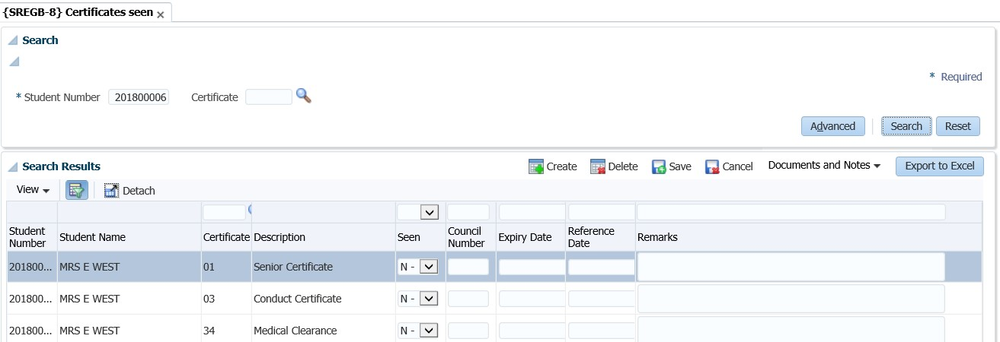 {SREGB-8} Certificates seen
Search
* Required
* Student Number 201800006 Certificate
Advanced Search Reset
Search Results Create Delete Save Cancel Documents and Notes Export to Excel
View Detach
Student Number Student Name Certificate Description Seen Council Number Expiry Date Reference Date Remarks
201800... MRS E WEST 01 Senior Certificate N -
201800... MRS E WEST 03 Conduct Certificate N -
201800... MRS E WEST 34 Medical Clearance N -